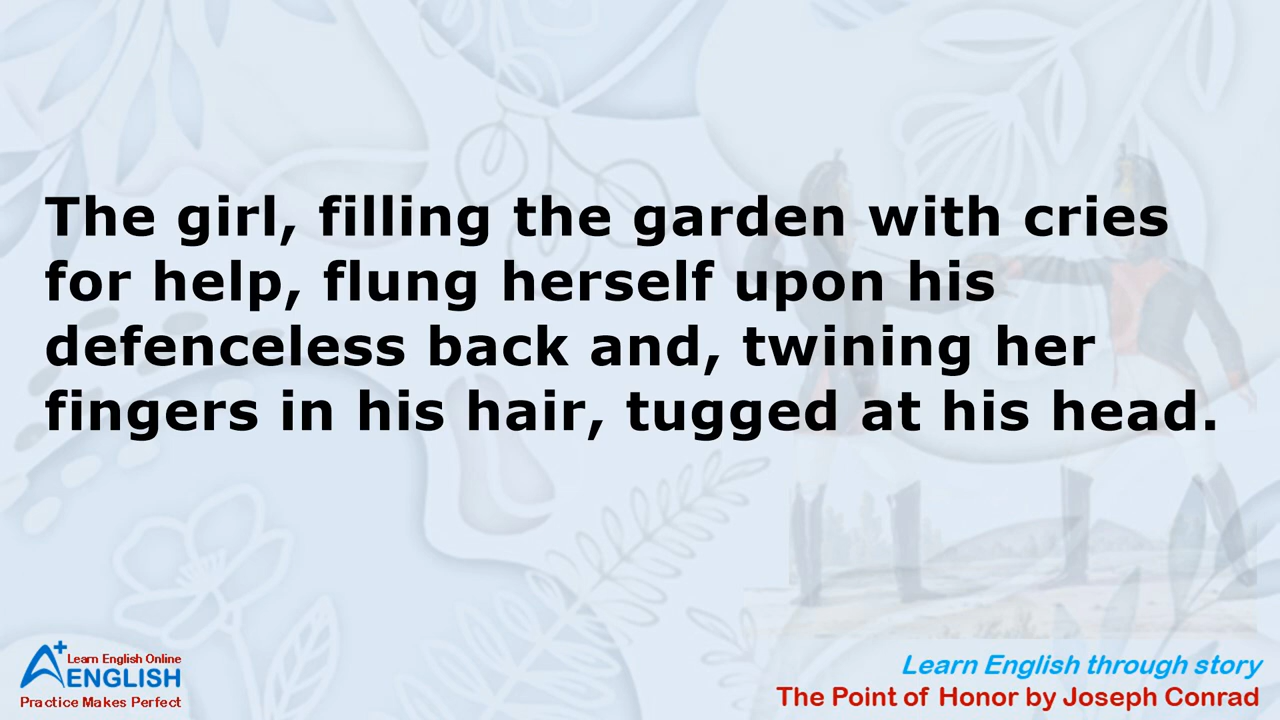 The girl, filling the garden with cries
for help, flung herself upon his
defenceless back and, twining her
fingers in his hair, tugged at his head.
A+ Learn English Online
ENGLISH
Practice Makes Perfect
Learn English through story
The Point of Honor by Joseph Conrad